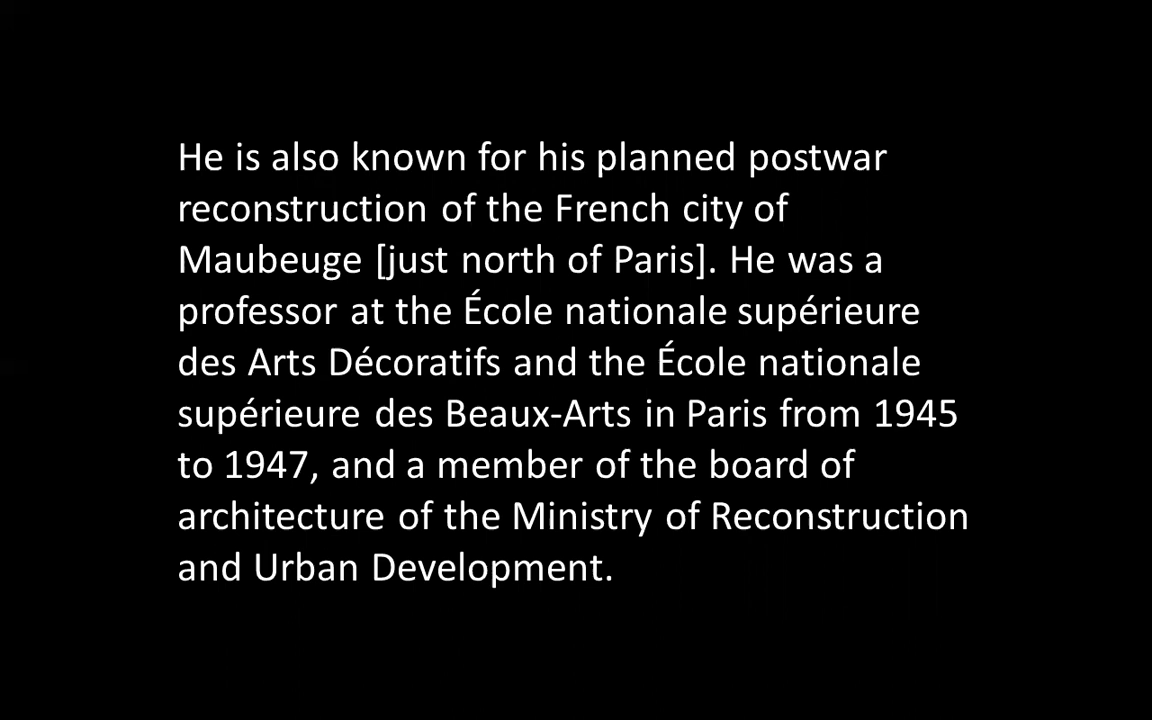 He is also known for his planned postwar
reconstruction of the French city of
Maubeuge [just north of Paris]. He was a
professor at the École nationale supérieure
des Arts Décoratifs and the École nationale
supérieure des Beaux-Arts in Paris from 1945
to 1947, and a member of the board of
architecture of the Ministry of Reconstruction
and Urban Development.